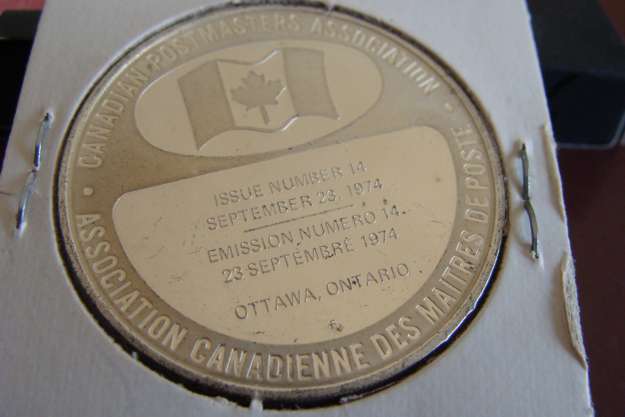 • CANADIAN POSTMASTERS ASSOCIATION •
ISSUE NUMBER 14
SEPTEMBER 23, 1974
EMISSION NUMERO 14
23 SEPTEMBRE 1974
OTTAWA, ONTARIO
ASSOCIATION CANADIENNE DES MAITRES DE POSTE